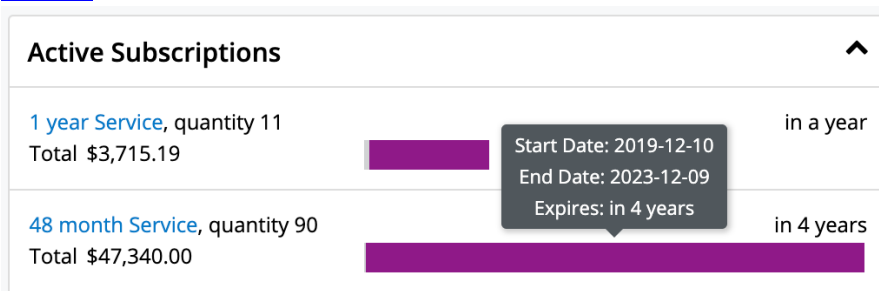 Active Subscriptions
1 year Service, quantity 11
in a year
Total $3,715.19
Start Date: 2019-12-10
End Date: 2023-12-09
Expires: in 4 years
48 month Service, quantity 90
in 4 years
Total $47,340.00